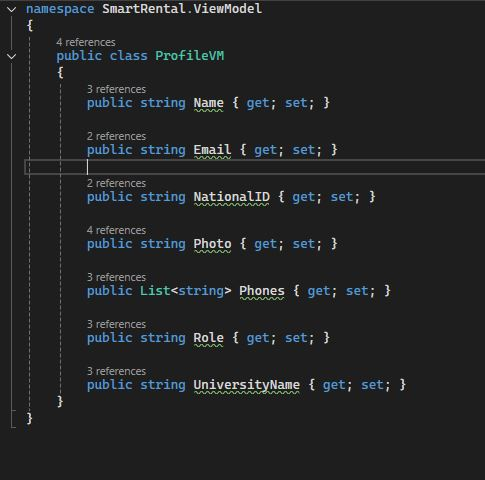 namespace SmartRental.ViewModel
{
4 references
public class ProfileVM
{
3 references
public string Name { get; set; }
2 references
public string Email { get; set; }
2 references
public string NationalID { get; set; }
4 references
public string Photo { get; set; }
3 references
public List<string> Phones { get; set; }
3 references
public string Role { get; set; }
3 references
public string UniversityName { get; set; }
}
}